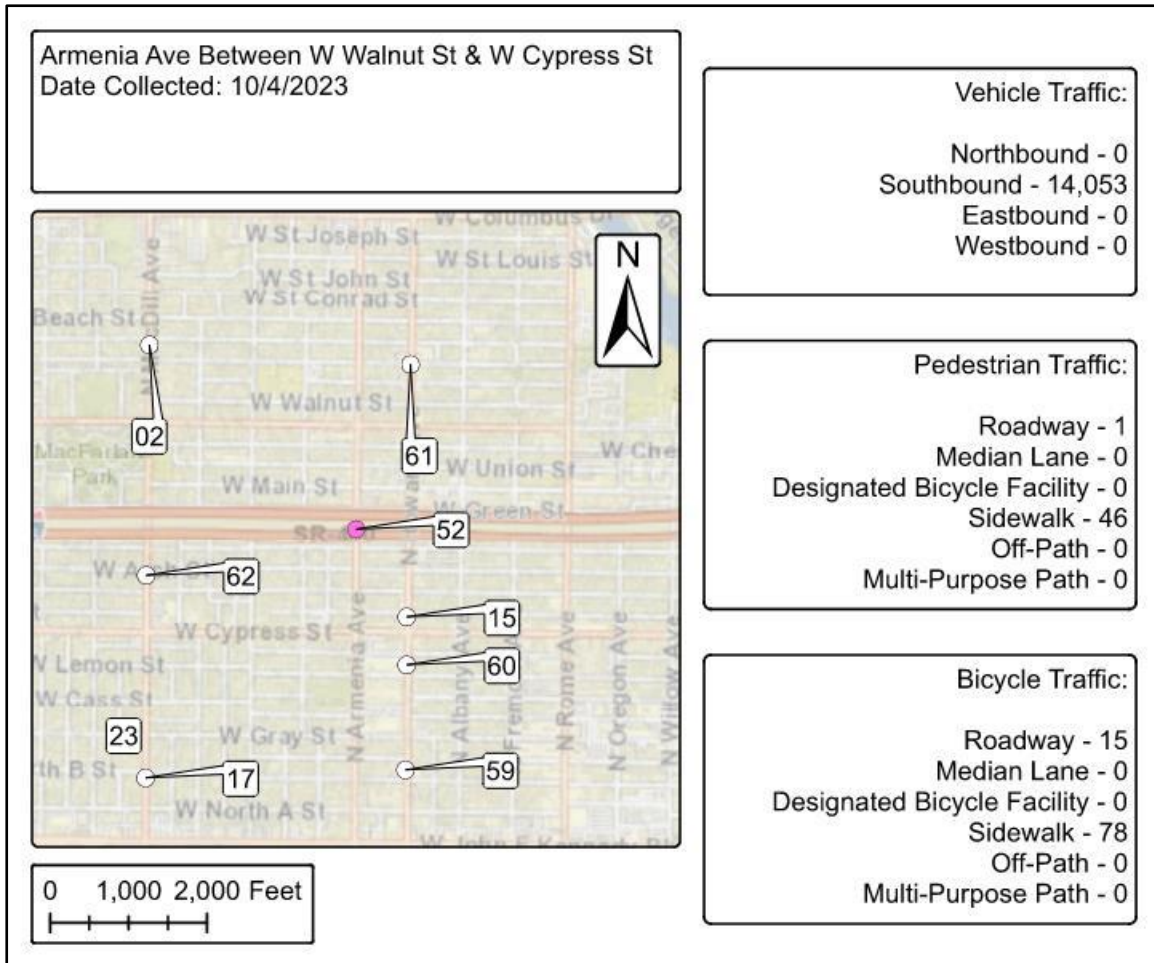 Armenia Ave Between W Walnut St & W Cypress St
Date Collected: 10/4/2023
Vehicle Traffic:
Northbound - 0
Southbound - 14,053
Eastbound - 0
Westbound - 0
Pedestrian Traffic:
Roadway - 1
Median Lane - 0
Designated Bicycle Facility - 0
Sidewalk - 46
Off-Path - 0
Multi-Purpose Path - 0
Bicycle Traffic:
Roadway - 15
Median Lane - 0
Designated Bicycle Facility - 0
Sidewalk - 78
Off-Path - 0
Multi-Purpose Path - 0
W Columbus
W St Joseph St
W St Louis St
N
W St John St
W St Conrad St
Beach St
W Walnut St
02
61
Park
W Union St
W Main St
W Green St
52
62
15
W Cypress St
60
W Lemon St
W Cass St
N Armenia Ave
N Albany Ave
N Rome Ave
N Oregon Ave
N Willow Ave
23
W Gray St
th B St
17
59
W North A St
0 1,000 2,000 Feet